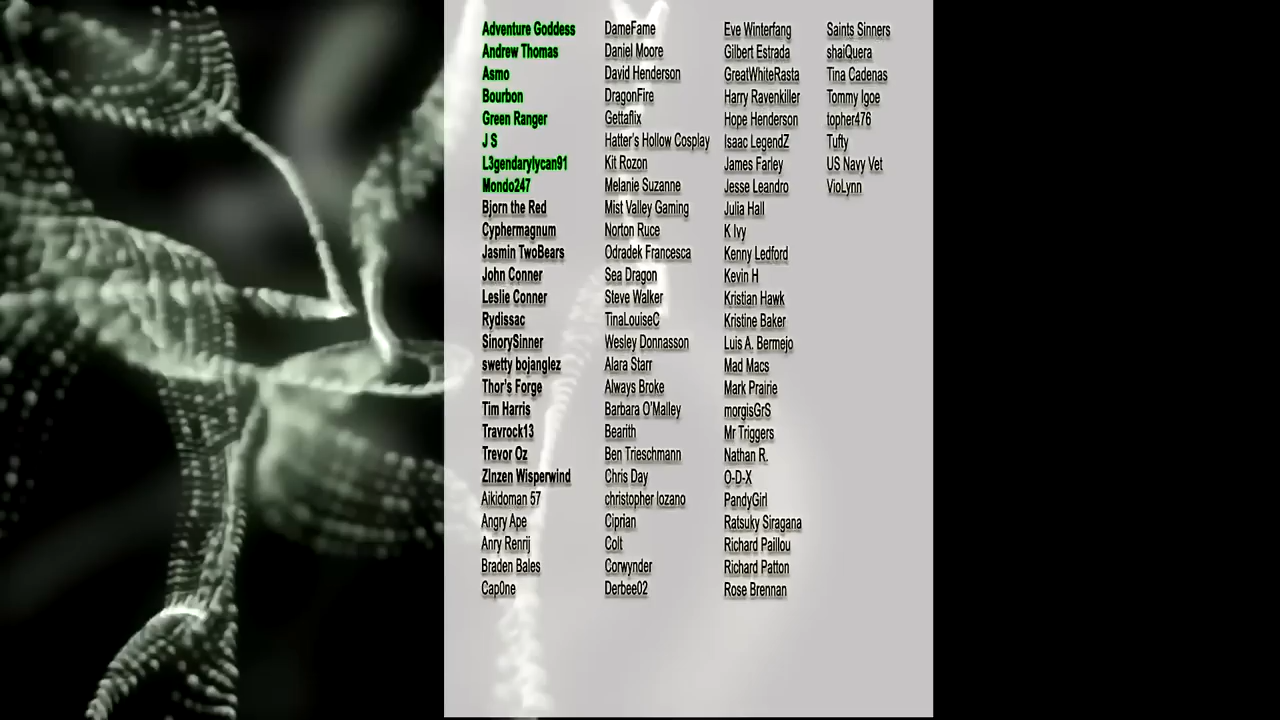 Adventure Goddess
Andrew Thomas
Asmo
Bourbon
Green Ranger
J S
L3gendarylycan91
Mondo247
Bjorn the Red
Cyphermagnum
Jasmin TwoBears
John Conner
Leslie Conner
Rydissac
SinorySinner
swetty bojanglez
Thor's Forge
Tim Harris
Travrock13
Trevor Oz
ZInzen Wisperwind
Aikidoman 57
Angry Ape
Anry Renrij
Braden Bales
Cap0ne
DameFame
Daniel Moore
David Henderson
DragonFire
Gettaflix
Hatter's Hollow Cosplay
Kit Rozon
Melanie Suzanne
Mist Valley Gaming
Norton Ruce
Odradek Francesca
Sea Dragon
Steve Walker
TinaLouiseC
Wesley Donnasson
Alara Starr
Always Broke
Barbara O'Malley
Bearith
Ben Trieschmann
Chris Day
christopher lozano
Ciprian
Colt
Corwynder
Derbee02
Eve Winterfang
Gilbert Estrada
GreatWhiteRasta
Harry Ravenkiller
Hope Henderson
Isaac LegendZ
James Farley
Jesse Leandro
Julia Hall
K Ivy
Kenny Ledford
Kevin H
Kristian Hawk
Kristine Baker
Luis A. Bermejo
Mad Macs
Mark Prairie
morgisGrS
Mr Triggers
Nathan R.
O-D-X
PandyGirl
Ratsuky Siragana
Richard Paillou
Richard Patton
Rose Brennan
Saints Sinners
shaiQuera
Tina Cadenas
Tommy Igoe
topher476
Tufty
US Navy Vet
VioLynn